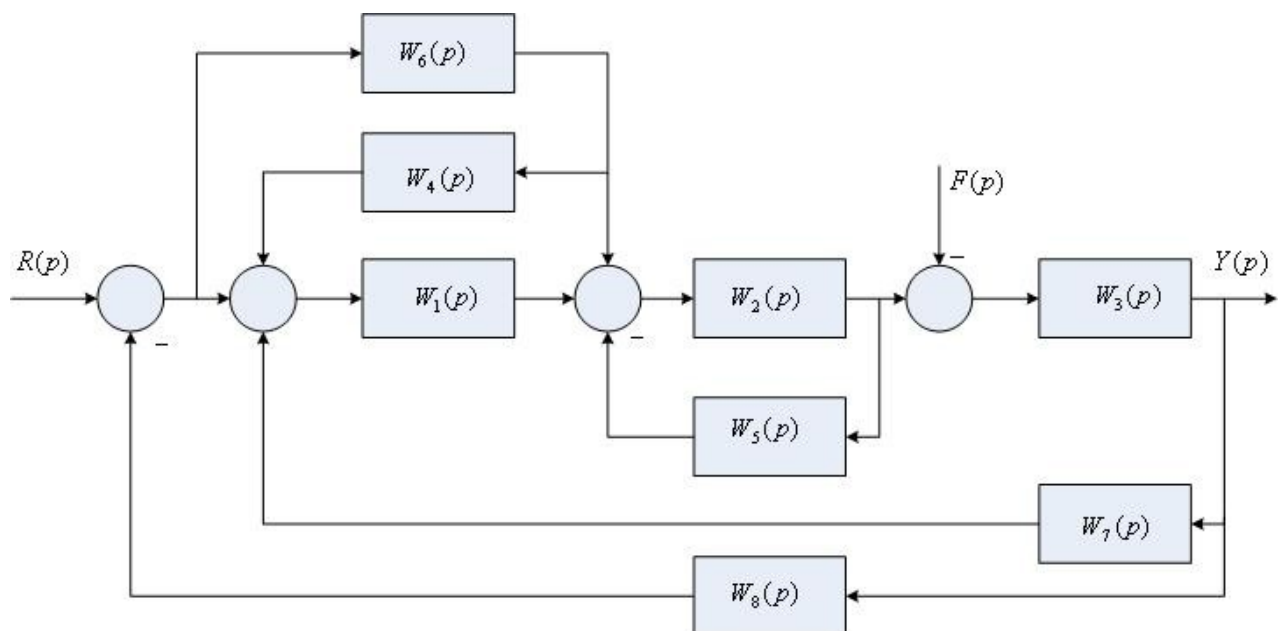 W₆(p)
W₄(p)
F(p)
R(p)
W₁(p)
W₂(p)
W₃(p)
Y(p)
–
–
–
W₅(p)
W₇(p)
W₈(p)